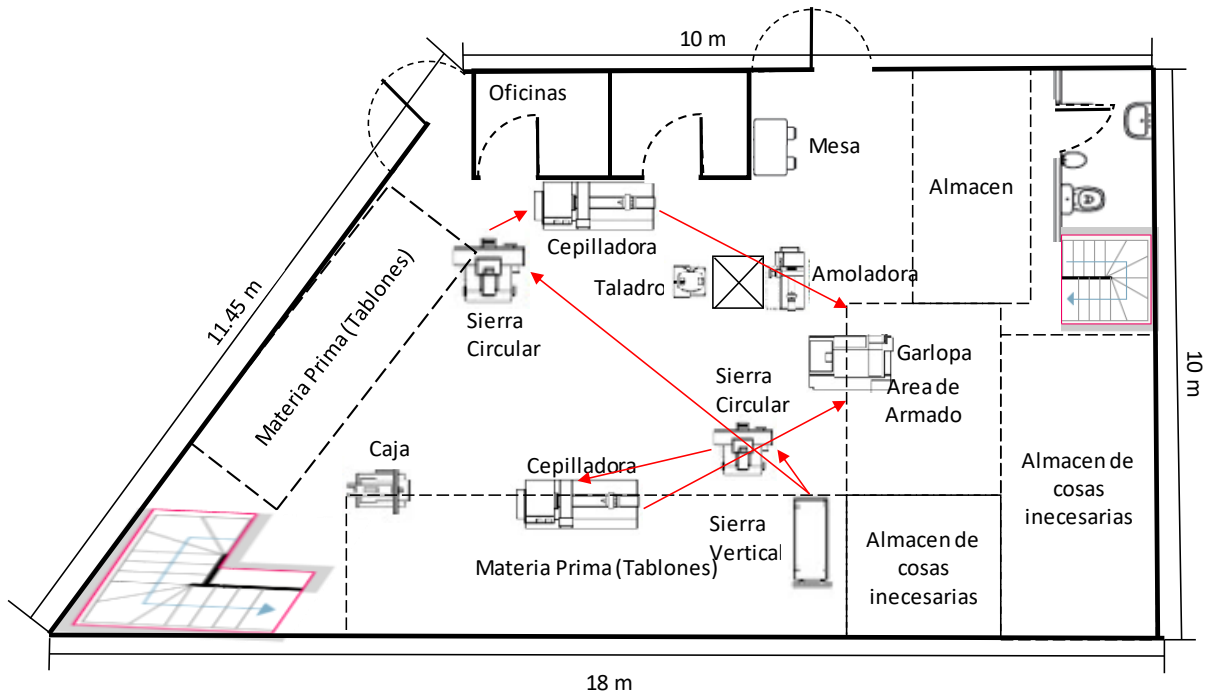 10 m
Oficinas
Mesa
Almacen
11.45 m
Materia Prima (Tablones)
Cepilladora
Taladro
Amoladora
Sierra
Circular
Garlopa
Area de
Armado
10 m
Sierra
Circular
Caja
Cepilladora
Almacen de
cosas
inecesarias
Sierra
Vertical
Materia Prima (Tablones)
Almacen de
cosas
inecesarias
18 m